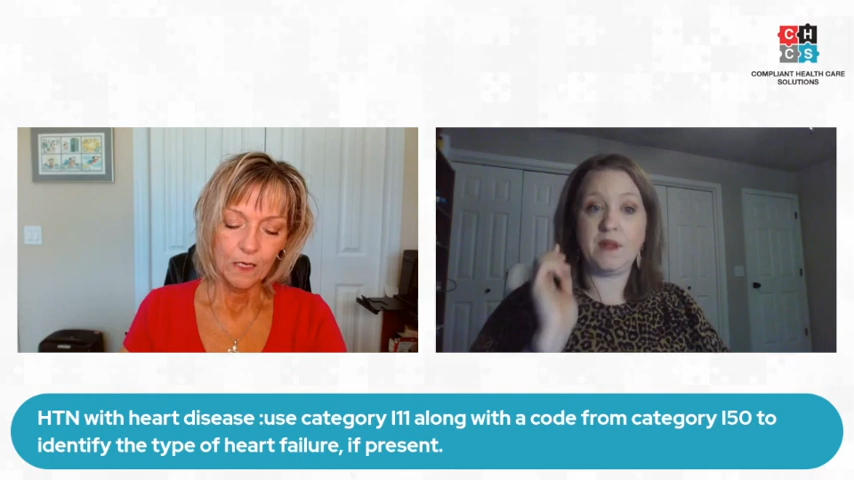 C H
C S
COMPLIANT HEALTH CARE
SOLUTIONS
HTN with heart disease :use category I11 along with a code from category I50 to
identify the type of heart failure, if present.